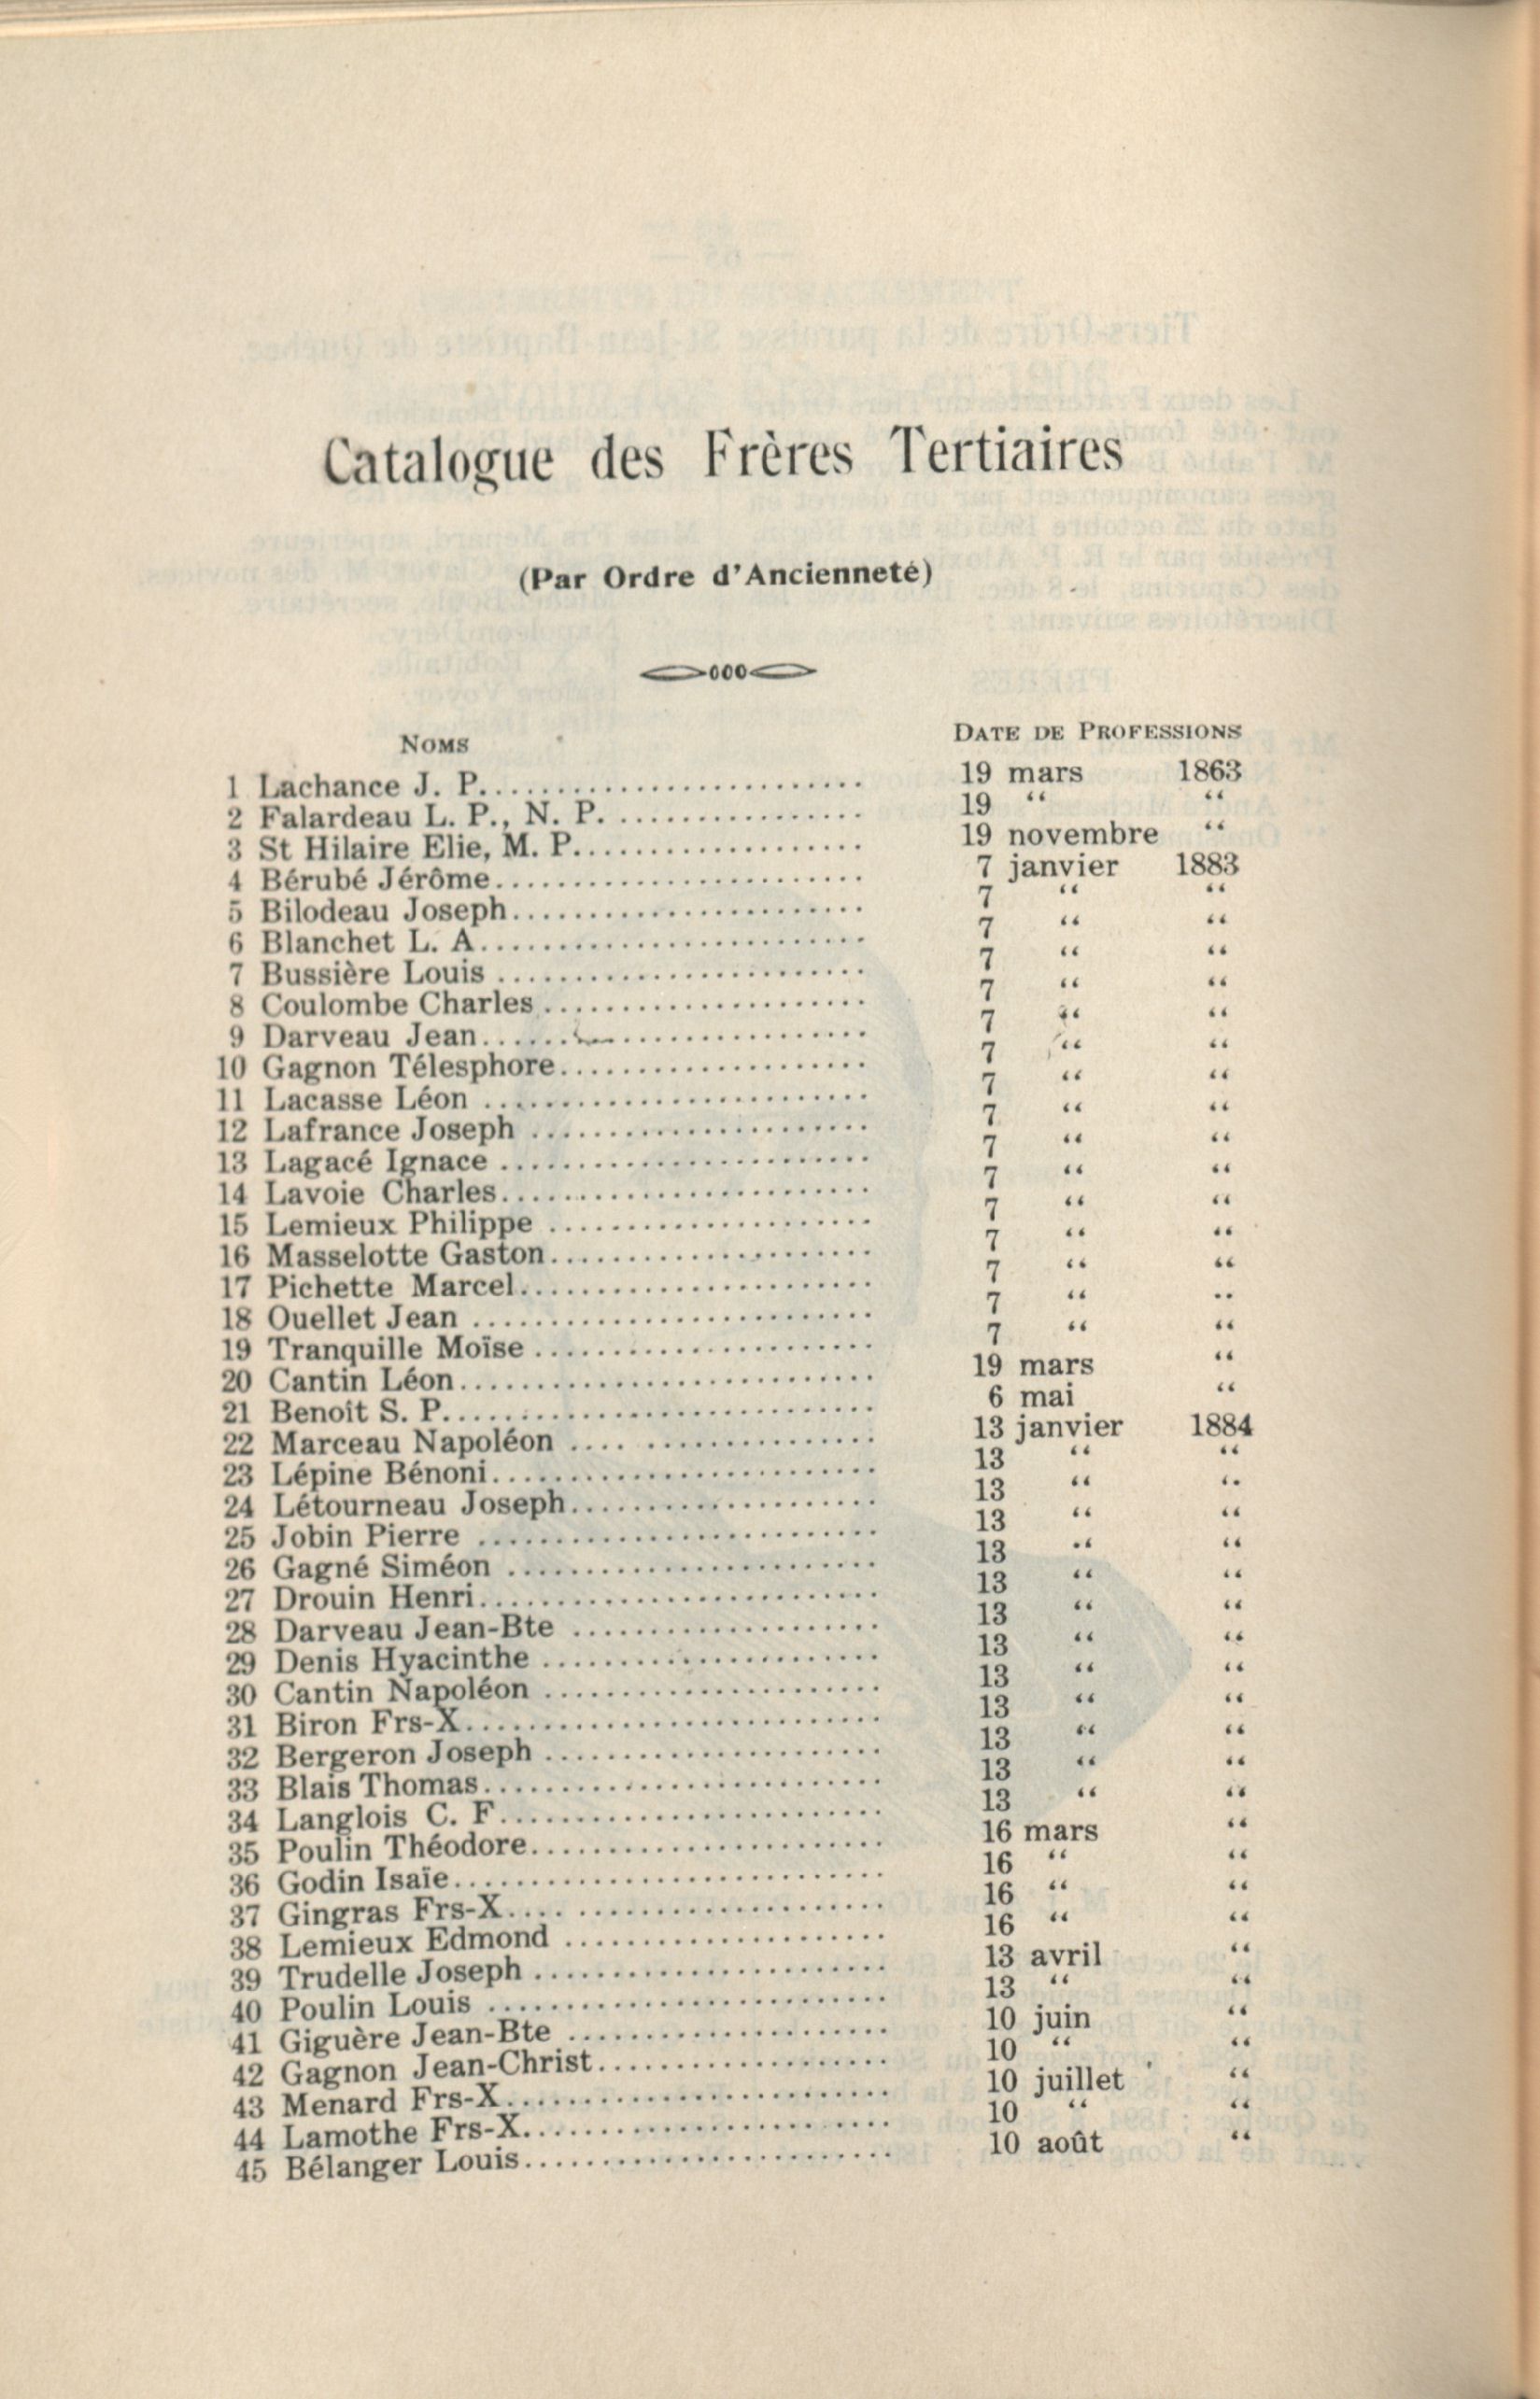 Catalogue des Frères Tertiaires
(Par Ordre d'Ancienneté)
NOMS DATE DE PROFESSIONS
1 Lachance J. P. 19 mars 1863
2 Falardeau L. P., N. P. 19 “ “
3 St Hilaire Elie, M. P. 19 novembre “
4 Bérubé Jérôme 7 janvier 1883
5 Bilodeau Joseph 7 “ “
6 Blanchet L. A. 7 “ “
7 Bussière Louis 7 “ “
8 Coulombe Charles 7 “ “
9 Darveau Jean 7 “ “
10 Gagnon Télesphore 7 “ “
11 Lacasse Léon 7 “ “
12 Lafrance Joseph 7 “ “
13 Lagacé Ignace 7 “ “
14 Lavoie Charles 7 “ “
15 Lemieux Philippe 7 “ “
16 Masselotte Gaston 7 “ “
17 Pichette Marcel 7 “ “
18 Ouellet Jean 7 “ “
19 Tranquille Moïse 7 “ “
20 Cantin Léon 19 mars “
21 Benoit S. P. 6 mai “
22 Marceau Napoléon 13 janvier 1884
23 Lépine Bénoni 13 “ “
24 Létourneau Joseph 13 “ “
25 Jobin Pierre 13 “ “
26 Gagné Siméon 13 “ “
27 Drouin Henri 13 “ “
28 Darveau Jean-Bte 13 “ “
29 Denis Hyacinthe 13 “ “
30 Cantin Napoléon 13 “ “
31 Biron Frs-X. 13 “ “
32 Bergeron Joseph 13 “ “
33 Blais Thomas 13 “ “
34 Langlois C. F. 13 “ “
35 Poulin Théodore 16 mars “
36 Godin Isaïe 16 “ “
37 Gingras Frs-X. 16 “ “
38 Lemieux Edmond 16 “ “
39 Trudelle Joseph 13 avril “
40 Poulin Louis 13 “ “
41 Giguère Jean-Bte 10 juin “
42 Gagnon Jean-Christ. 10 “ “
43 Menard Frs-X. 10 juillet “
44 Lamothe Frs-X. 10 “ “
45 Bélanger Louis 10 août “